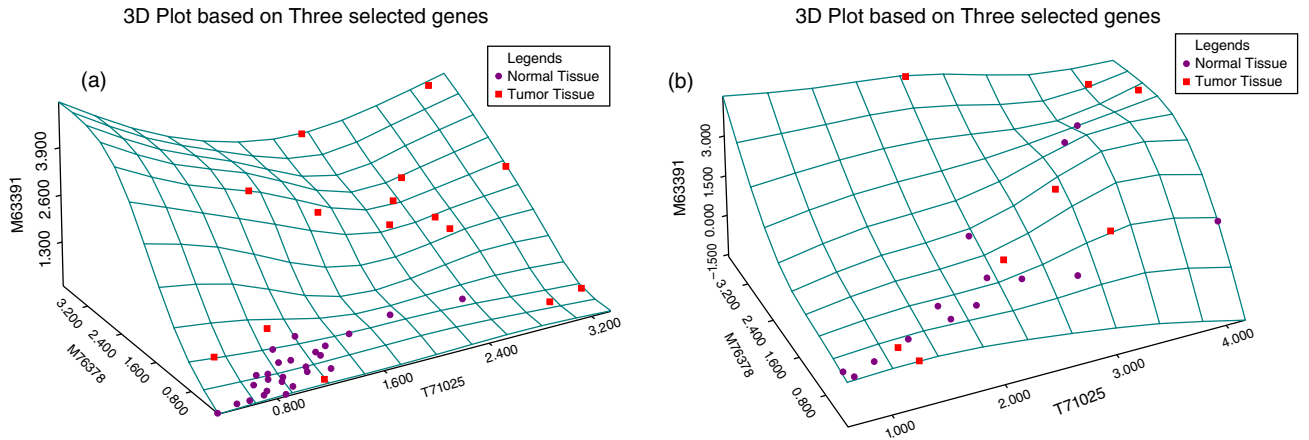 3D Plot based on Three selected genes
(a)
Legends
Normal Tissue
Tumor Tissue
M63391
3.900
2.600
1.300
M76378
3.200
2.400
1.600
0.800
T71025
0.800
1.600
2.400
3.200
3D Plot based on Three selected genes
(b)
Legends
Normal Tissue
Tumor Tissue
M63391
3.000
1.500
0.000
-1.500
M76378
3.200
2.400
1.600
0.800
T71025
1.000
2.000
3.000
4.000